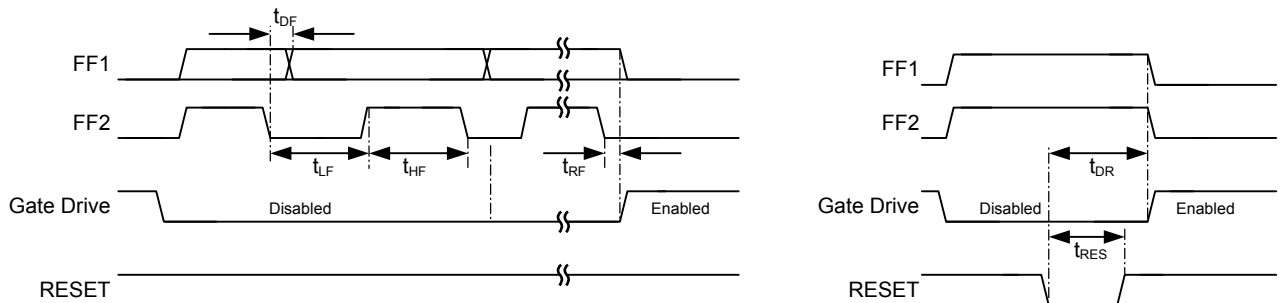 tDF
FF1
FF2
tLF
tHF
tRF
Gate Drive
Disabled
Enabled
RESET
FF1
FF2
tDR
Gate Drive
Disabled
Enabled
tRES
RESET